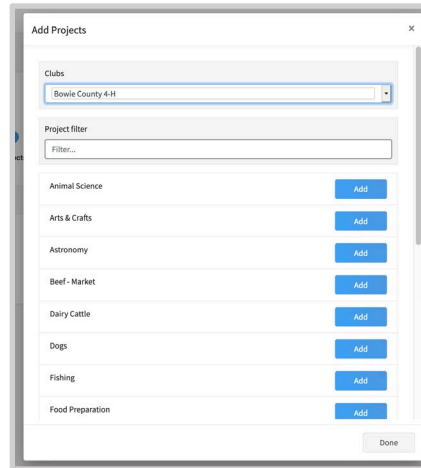 Add Projects ×
Clubs
Bowie County 4-H
Project filter
Filter...
Animal Science Add
Arts & Crafts Add
Astronomy Add
Beef - Market Add
Dairy Cattle Add
Dogs Add
Fishing Add
Food Preparation Add
Done